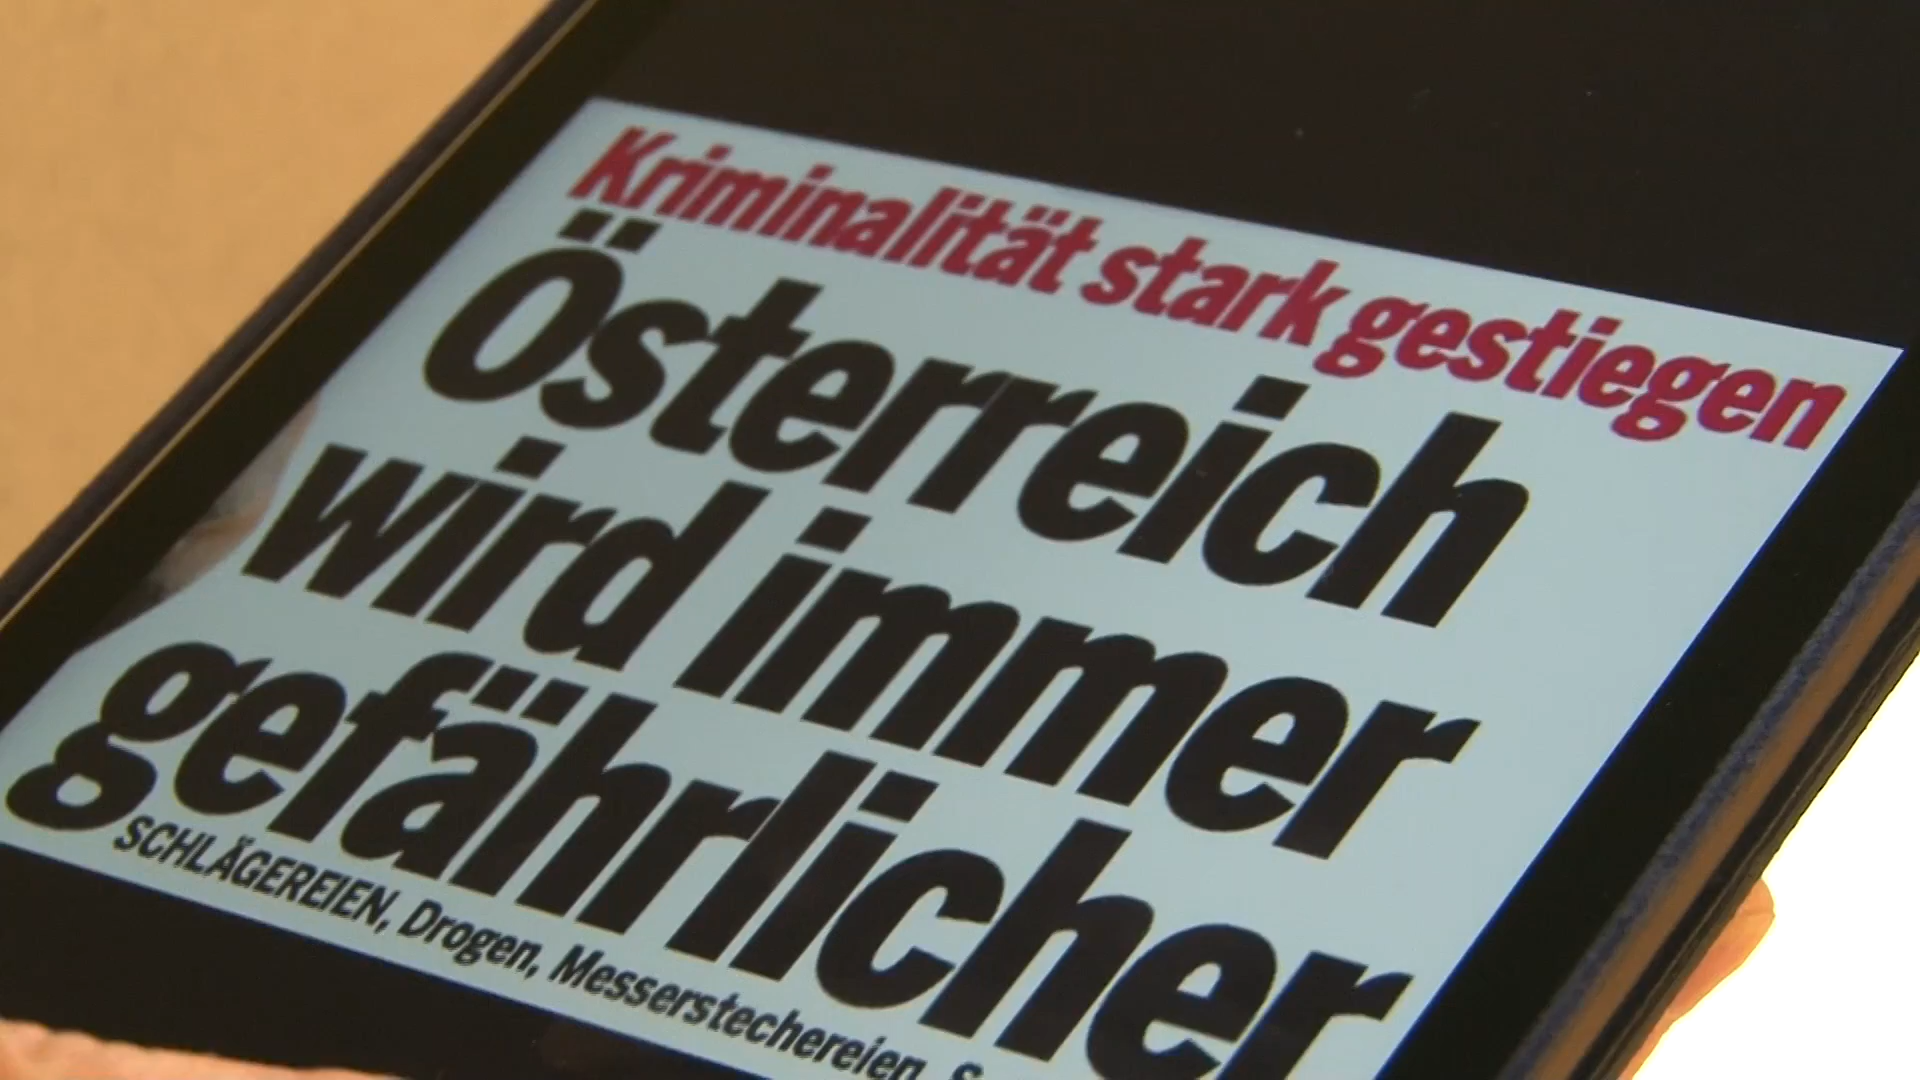 Kriminalität stark gestiegen
Österreich
wird immer
gefährlicher
SCHLÄGEREIEN, Drogen, Messerstechereien,